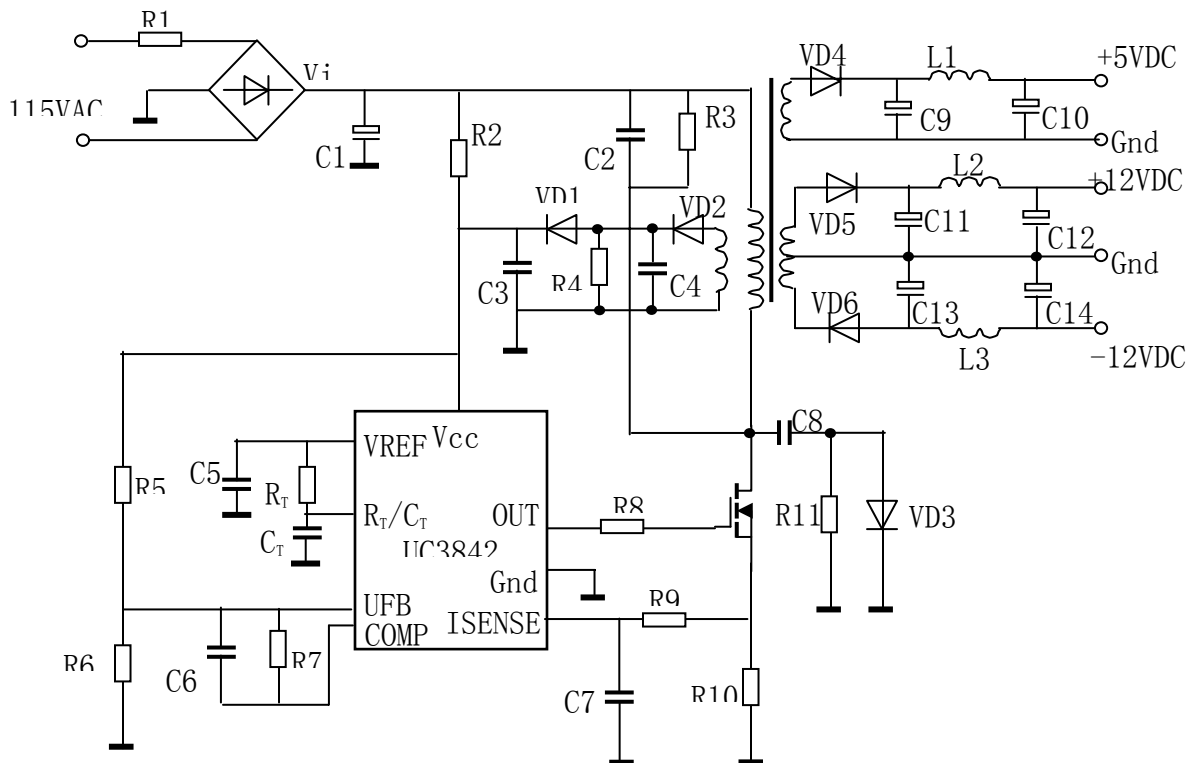 R1
Vi
115VAC
C1
R2
C2
R3
VD4
L1
+5VDC
C9
C10
Gnd
L2
+12VDC
VD5
C11
C12
Gnd
VD6
C13
C14
L3
-12VDC
VD1
VD2
C3
R4
C4
C8
R11
VD3
R5
C5
RT
CT
VREF
Vcc
RT/CT
OUT
UC3842
Gnd
UFB
COMP
ISENSE
R8
R9
R6
C6
R7
C7
R10